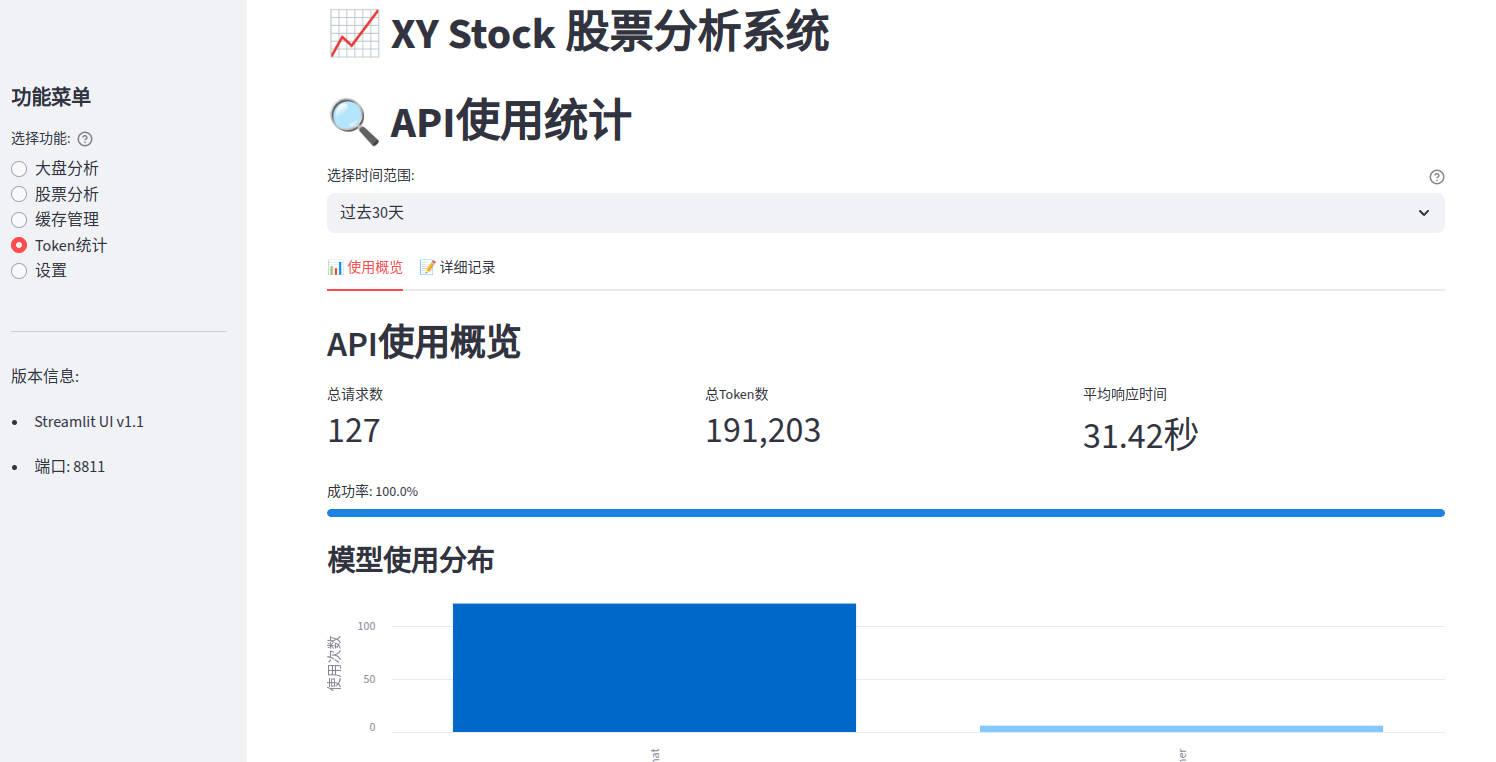 XY Stock 股票分析系统
功能菜单
选择功能:
大盘分析
股票分析
缓存管理
Token统计
设置
版本信息:
Streamlit UI v1.1
端口: 8811
API使用统计
选择时间范围:
过去30天
使用概览
详细记录
API使用概览
总请求数
127
总Token数
191,203
平均响应时间
31.42秒
成功率: 100.0%
模型使用分布
使用次数
100
50
0